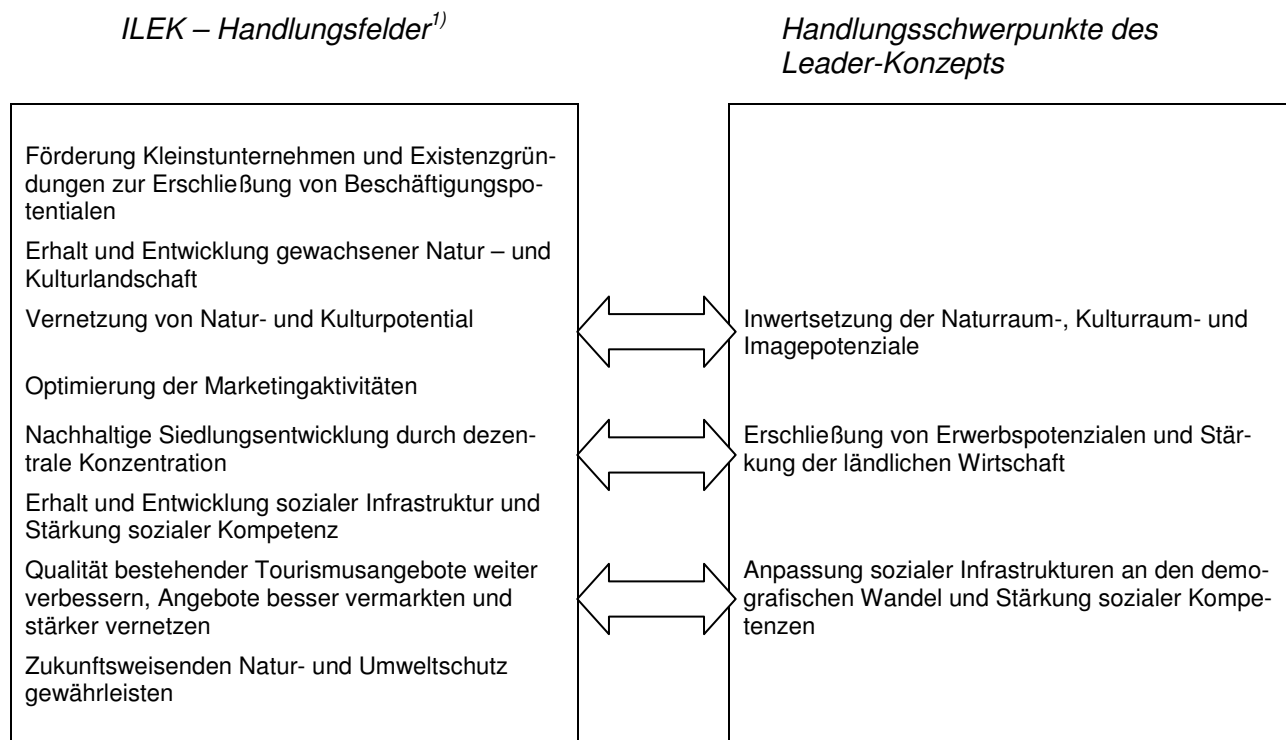 ILEK – Handlungsfelder1)
Handlungsschwerpunkte des
Leader-Konzepts
Förderung Kleinstunternehmen und Existenzgrün-
dungen zur Erschließung von Beschäftigungspo-
tentialen
Erhalt und Entwicklung gewachsener Natur – und
Kulturlandschaft
Vernetzung von Natur- und Kulturpotential
Optimierung der Marketingaktivitäten
Nachhaltige Siedlungsentwicklung durch dezen-
trale Konzentration
Erhalt und Entwicklung sozialer Infrastruktur und
Stärkung sozialer Kompetenz
Qualität bestehender Tourismusangebote weiter
verbessern, Angebote besser vermarkten und
stärker vernetzen
Zukunftsweisenden Natur- und Umweltschutz
gewährleisten
Inwertsetzung der Naturraum-, Kulturraum- und
Imagepotenziale
Erschließung von Erwerbspotenzialen und Stär-
kung der ländlichen Wirtschaft
Anpassung sozialer Infrastrukturen an den demo-
grafischen Wandel und Stärkung sozialer Kompe-
tenzen